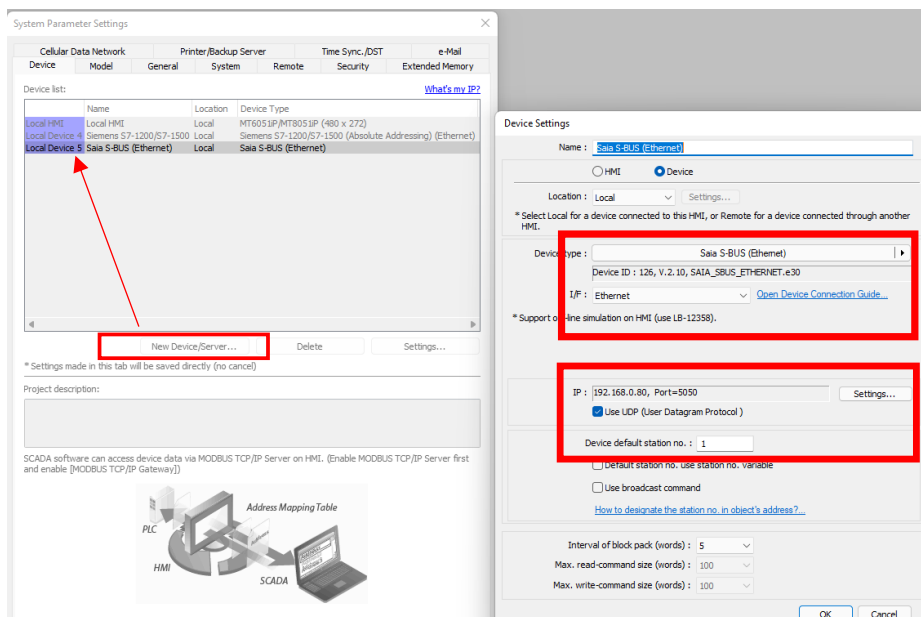 System Parameter Settings
Cellular Data Network Printer/Backup Server Time Sync./DST e-Mail
Device Model General System Remote Security Extended Memory
Device list: What's my IP?
Name Location Device Type
Local HMI Local HMI Local MT6051iP/MT8051iP (480 x 272)
Local Device 4 Siemens S7-1200/S7-1500 Local Siemens S7-1200/S7-1500 (Absolute Addressing) (Ethernet)
Local Device 5 Saia S-BUS (Ethernet) Local Saia S-BUS (Ethernet)
New Device/Server... Delete Settings...
* Settings made in this tab will be saved directly (no cancel)
Project description:
SCADA software can access device data via MODBUS TCP/IP Server on HMI. (Enable MODBUS TCP/IP Server first
and enable [MODBUS TCP/IP Gateway])
Address Mapping Table
PLC
HMI
SCADA
Device Settings
Name : Saia S-BUS (Ethernet)
HMI Device
Location : Local Settings...
* Select Local for a device connected to this HMI, or Remote for a device connected through another
HMI.
Device type : Saia S-BUS (Ethernet)
Device ID : 126, V.2.10, SAIA_SBUS_ETHERNET.e30
I/F : Ethernet Open Device Connection Guide...
* Support off-line simulation on HMI (use LB-12358).
IP : 192.168.0.80, Port=5050 Settings...
Use UDP (User Datagram Protocol )
Device default station no. : 1
Default station no. use station no. variable
Use broadcast command
How to designate the station no. in object's address?...
Interval of block pack (words) : 5
Max. read-command size (words) : 100
Max. write-command size (words) : 100
OK Cancel